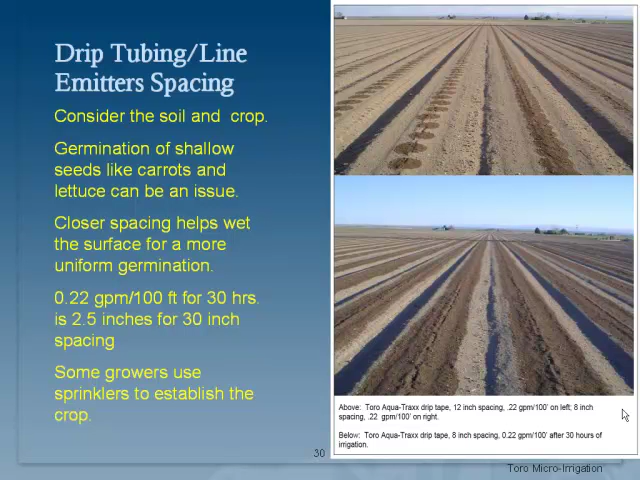 Drip Tubing/Line
Emitters Spacing
Consider the soil and  crop.
Germination of shallow
seeds like carrots and
lettuce can be an issue.
Closer spacing helps wet
the surface for a more
uniform germination.
0.22 gpm/100 ft for 30 hrs.
is 2.5 inches for 30 inch
spacing
Some growers use
sprinklers to establish the
crop.
Above:  Toro Aqua-Traxx drip tape, 12 inch spacing, .22 gpm/100' on left; 8 inch
spacing, .22  gpm/100' on right.
Below:  Toro Aqua-Traxx drip tape, 8 inch spacing, 0.22 gpm/100' after 30 hours of
irrigation.
30
Toro Micro-Irrigation